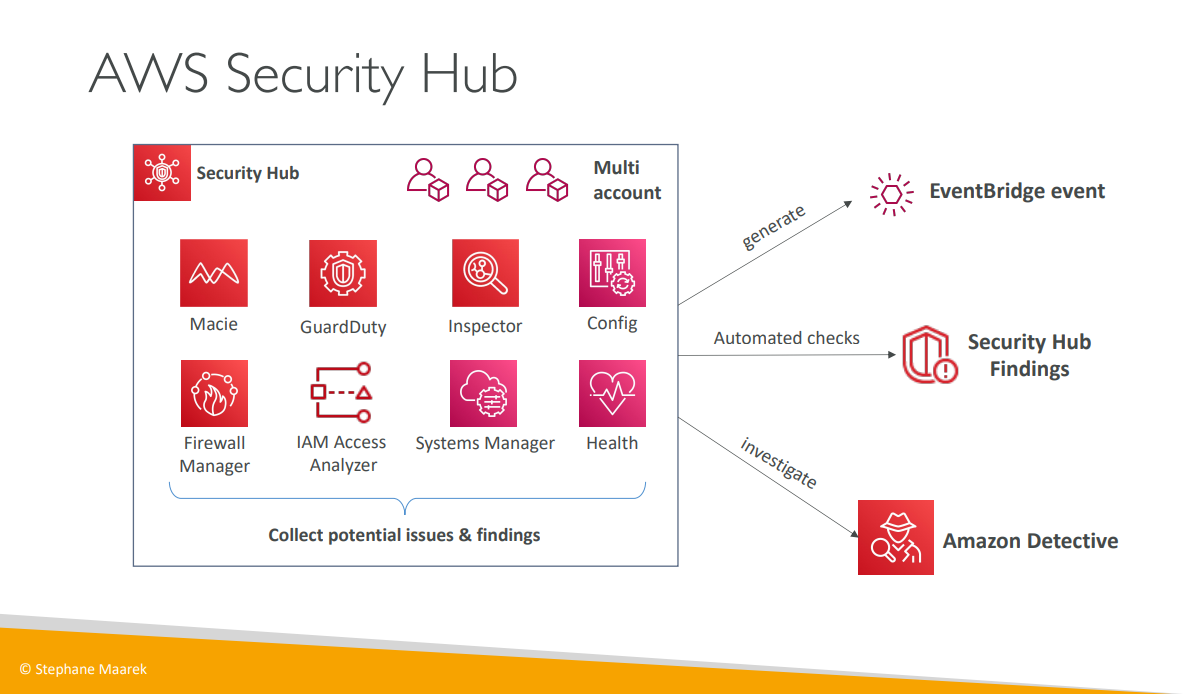 AWS Security Hub
Security Hub
Multi
account
Macie
GuardDuty
Inspector
Config
Firewall
Manager
IAM Access
Analyzer
Systems Manager
Health
Collect potential issues & findings
generate
EventBridge event
Automated checks
Security Hub
Findings
investigate
Amazon Detective
© Stephane Maarek